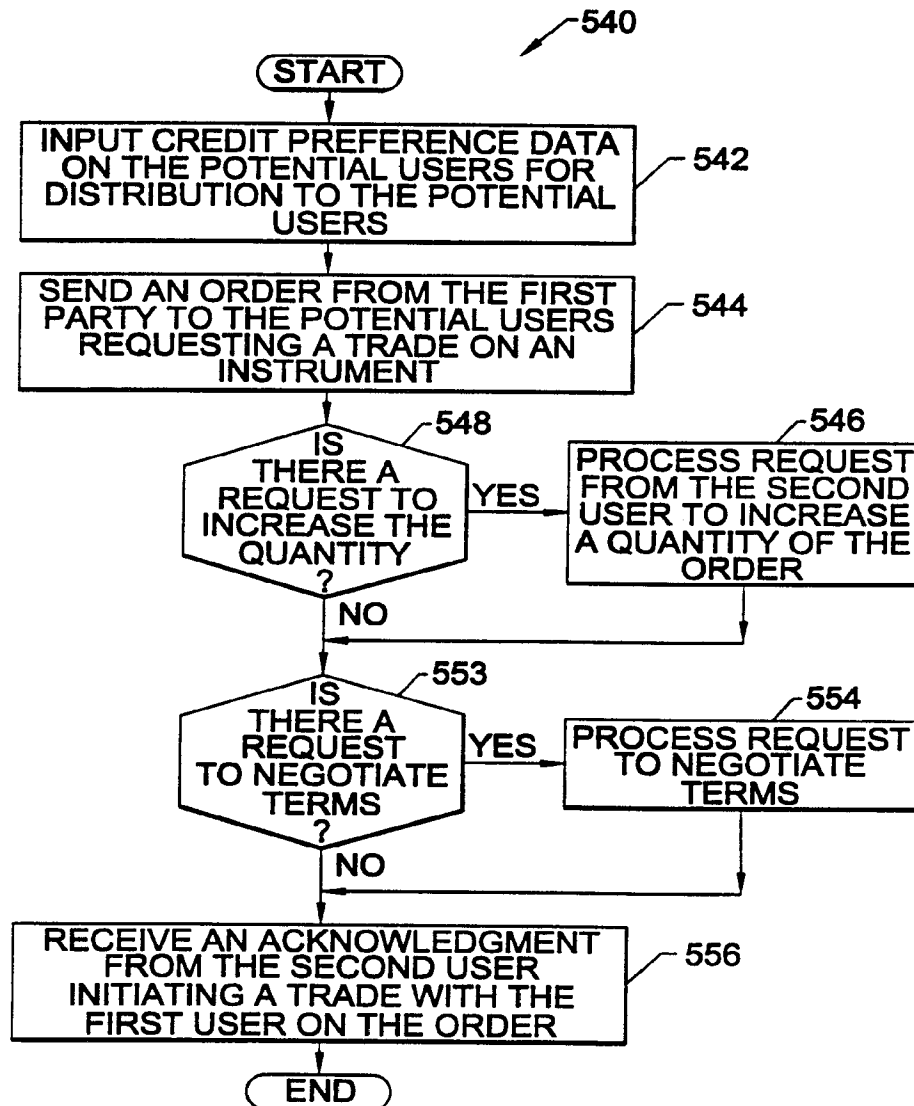 540
START
INPUT CREDIT PREFERENCE DATA
ON THE POTENTIAL USERS FOR
DISTRIBUTION TO THE POTENTIAL
USERS
542
SEND AN ORDER FROM THE FIRST
PARTY TO THE POTENTIAL USERS
REQUESTING A TRADE ON AN
INSTRUMENT
544
IS
THERE A
REQUEST TO
INCREASE THE
QUANTITY
?
548
YES
NO
PROCESS REQUEST
FROM THE SECOND
USER TO INCREASE
A QUANTITY OF THE
ORDER
546
IS
THERE A
REQUEST
TO NEGOTIATE
TERMS
?
553
YES
NO
PROCESS REQUEST
TO NEGOTIATE
TERMS
554
RECEIVE AN ACKNOWLEDGMENT
FROM THE SECOND USER
INITIATING A TRADE WITH THE
FIRST USER ON THE ORDER
556
END